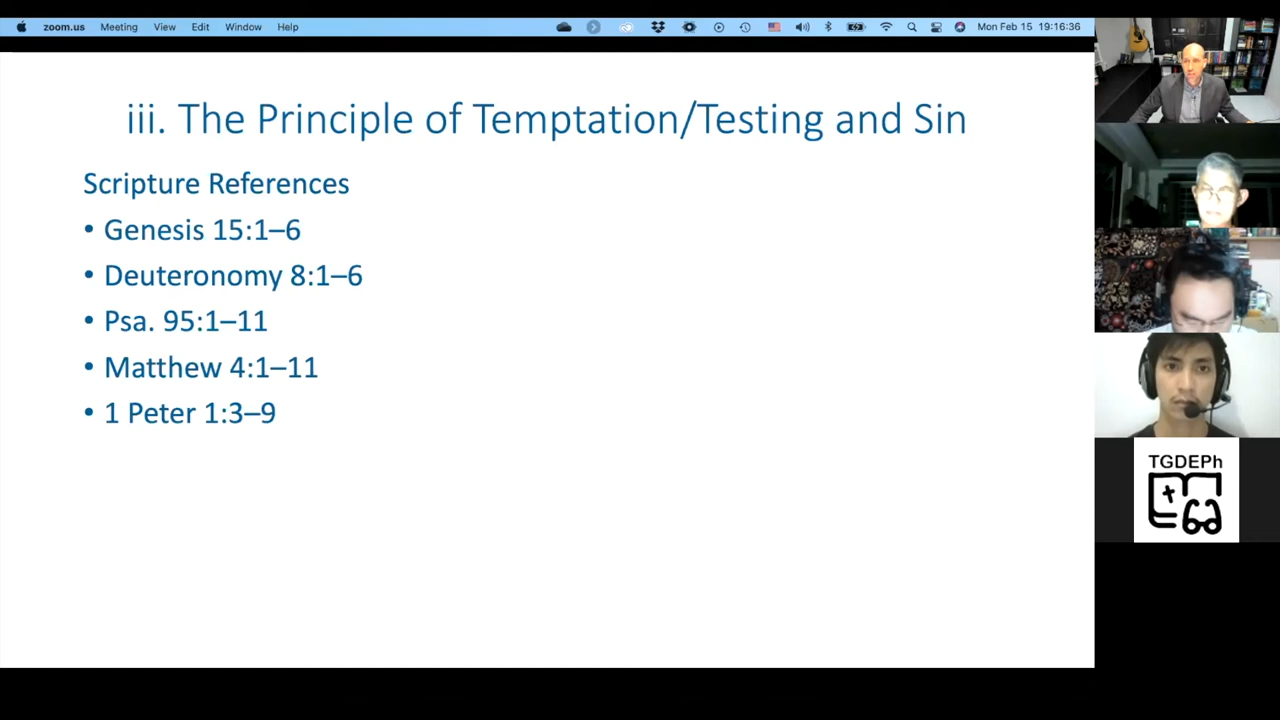 zoom.us Meeting View Edit Window Help Mon Feb 15 19:16:36
iii. The Principle of Temptation/Testing and Sin
Scripture References
• Genesis 15:1–6
• Deuteronomy 8:1–6
• Psa. 95:1–11
• Matthew 4:1–11
• 1 Peter 1:3–9
TGDEPh